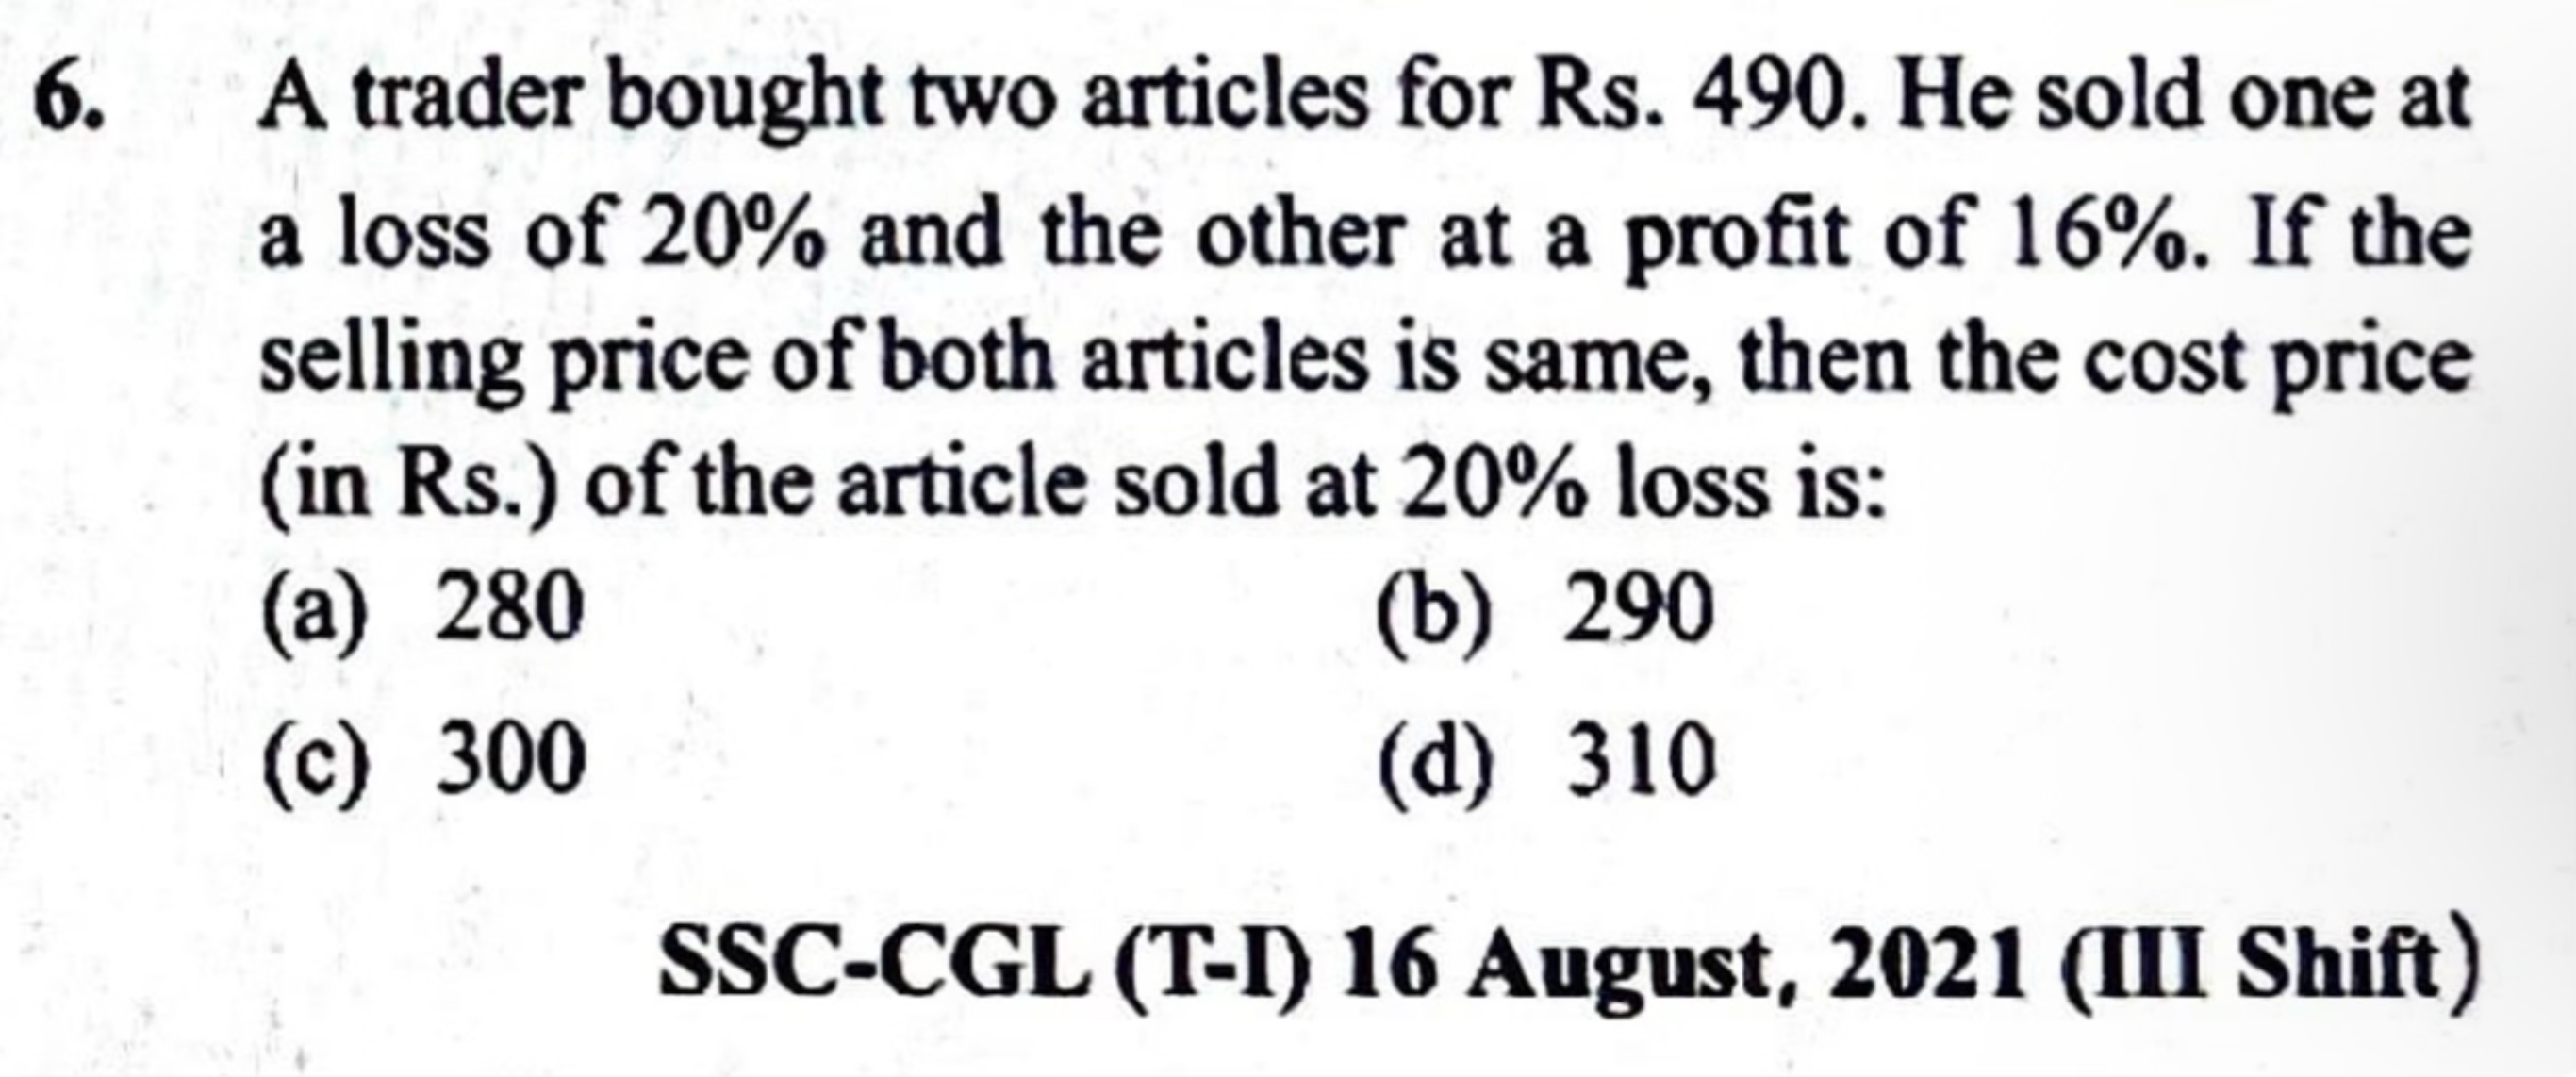 6. A trader bought two articles for Rs. 490. He sold one at
a loss of 20% and the other at a profit of 16%. If the
selling price of both articles is same, then the cost price
(in Rs.) of the article sold at 20% loss is:
(a) 280 (b) 290
(c) 300 (d) 310
SSC-CGL (T-I) 16 August, 2021 (III Shift)